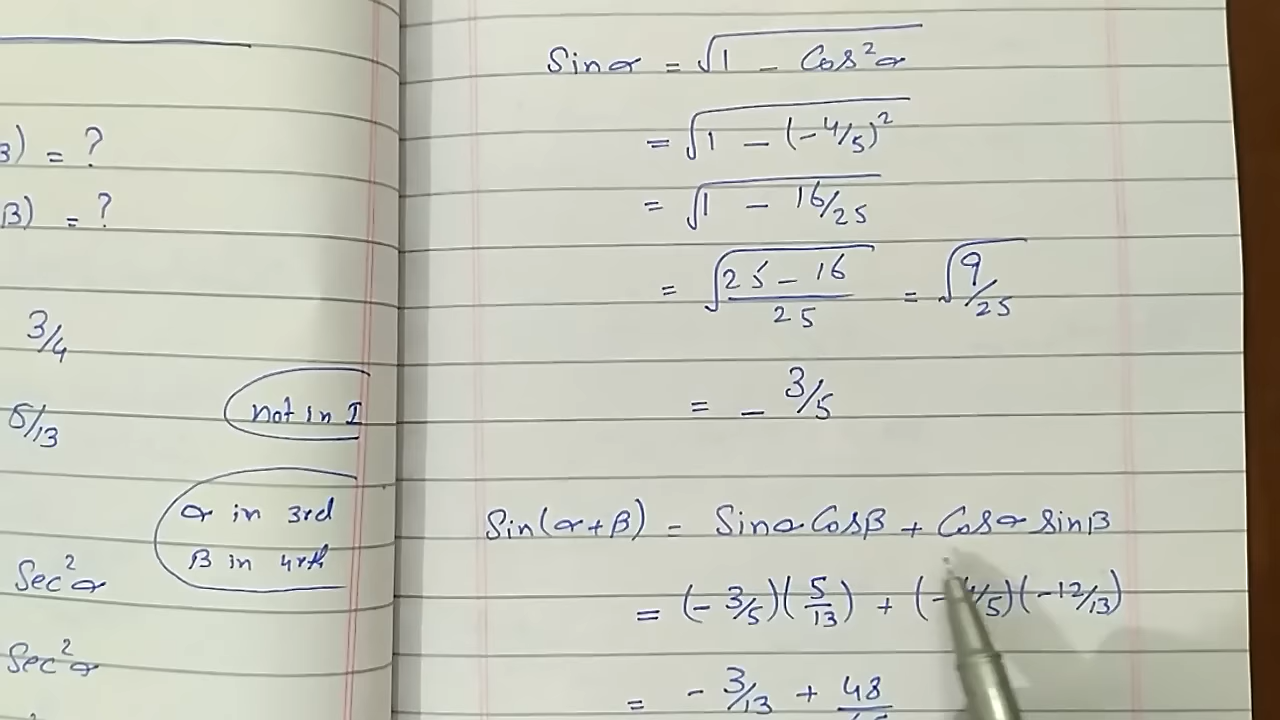 β) = ?
β) = ?
3/4
5/13
not in I
α in 3rd
β in 4rth
Sec²α
Sec²α
Sinα = √1 - Cos²α
= √1 - (-4/5)²
= √1 - 16/25
= √25 - 16/25 = √9/25
= - 3/5
Sin(α+β) = Sinα Cosβ + Cosα sinβ
= (- 3/5)(5/13) + (-4/5)(-12/13)
= - 3/13 + 48